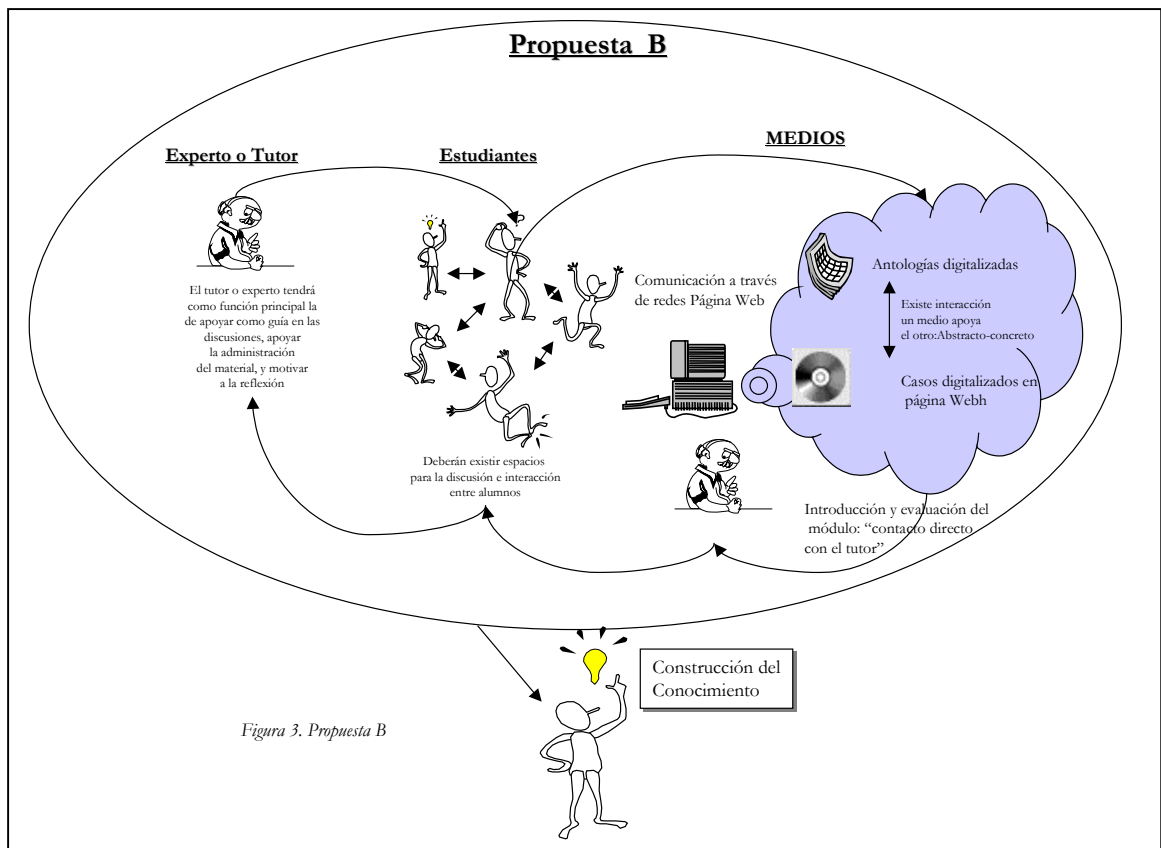 Propuesta B
Experto o Tutor
El tutor o experto tendrá
como función principal la
de apoyar como guía en las
discusiones, apoyar
la administración
del material, y motivar
a la reflexión
Estudiantes
?
Deberán existir espacios
para la discusión e interacción
entre alumnos
MEDIOS
Comunicación a través
de redes Página Web
Antologías digitalizadas
Existe interacción
un medio apoya
el otro:Abstracto-concreto
Casos digitalizados en
página Webh
Introducción y evaluación del
módulo: “contacto directo
con el tutor”
Construcción del
Conocimiento
Figura 3. Propuesta B